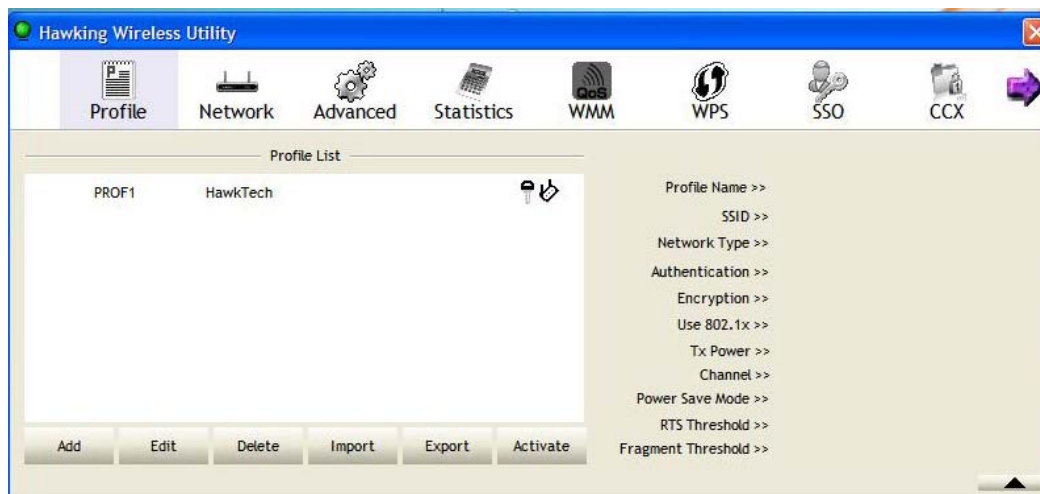 Hawking Wireless Utility
P
QoS
Profile Network Advanced Statistics WMM WPS SSO CCX
Profile List
PROF1 HawkTech
Profile Name >>
SSID >>
Network Type >>
Authentication >>
Encryption >>
Use 802.1x >>
Tx Power >>
Channel >>
Power Save Mode >>
RTS Threshold >>
Fragment Threshold >>
Add Edit Delete Import Export Activate